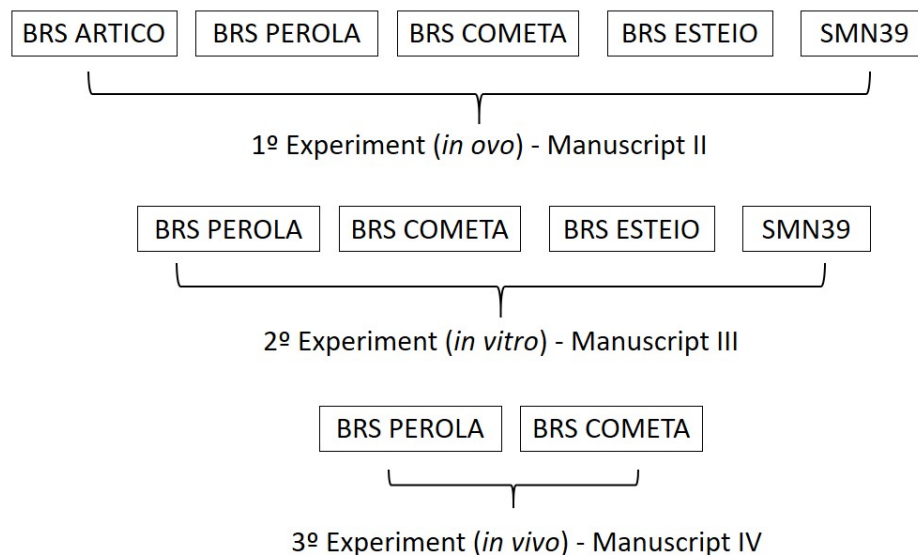 BRS ARTICO BRS PEROLA BRS COMETA BRS ESTEIO SMN39
1º Experiment (in ovo) - Manuscript II
BRS PEROLA BRS COMETA BRS ESTEIO SMN39
2º Experiment (in vitro) - Manuscript III
BRS PEROLA BRS COMETA
3º Experiment (in vivo) - Manuscript IV